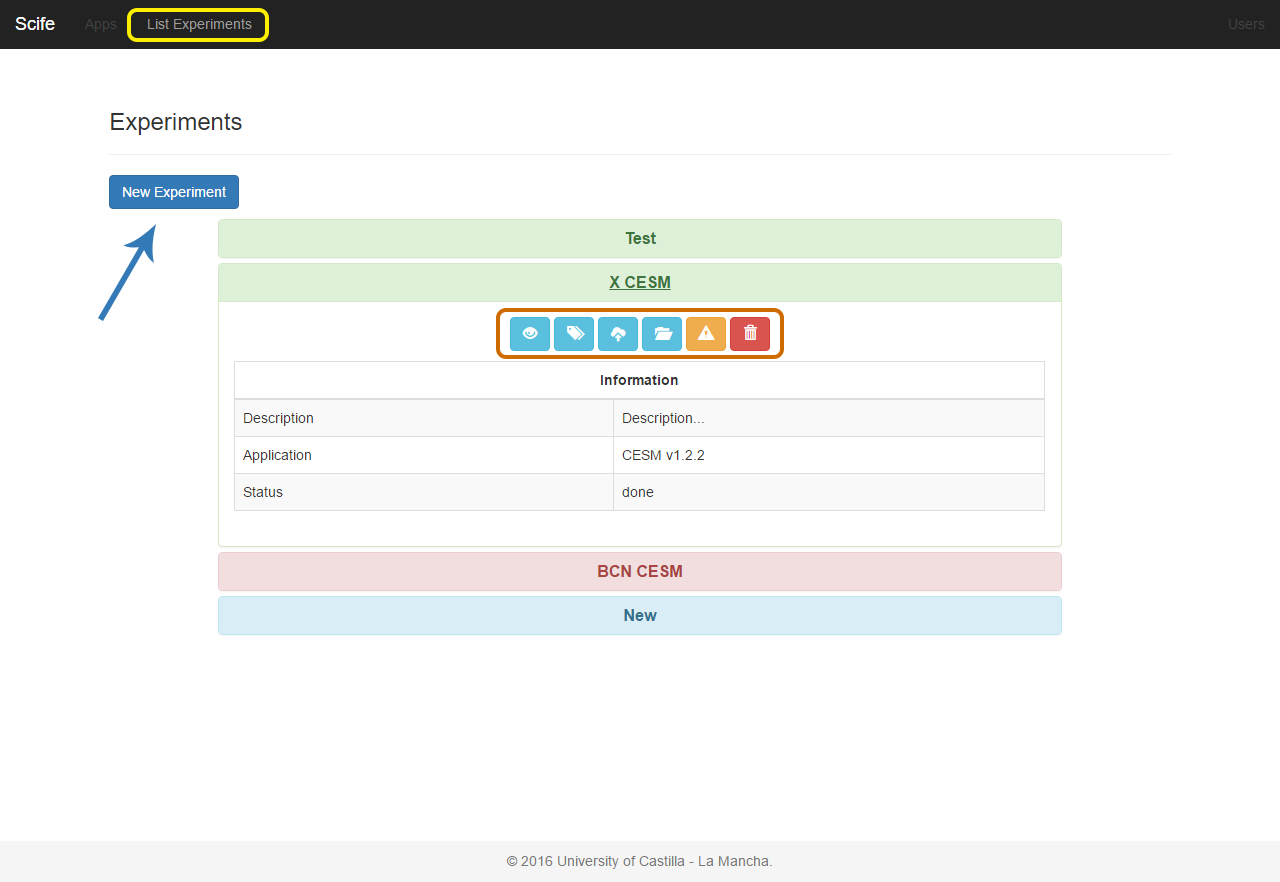 Scife Apps List Experiments Users
Experiments
New Experiment
Test
X CESM
Information
Description Description...
Application CESM v1.2.2
Status done
BCN CESM
New
© 2016 University of Castilla - La Mancha.